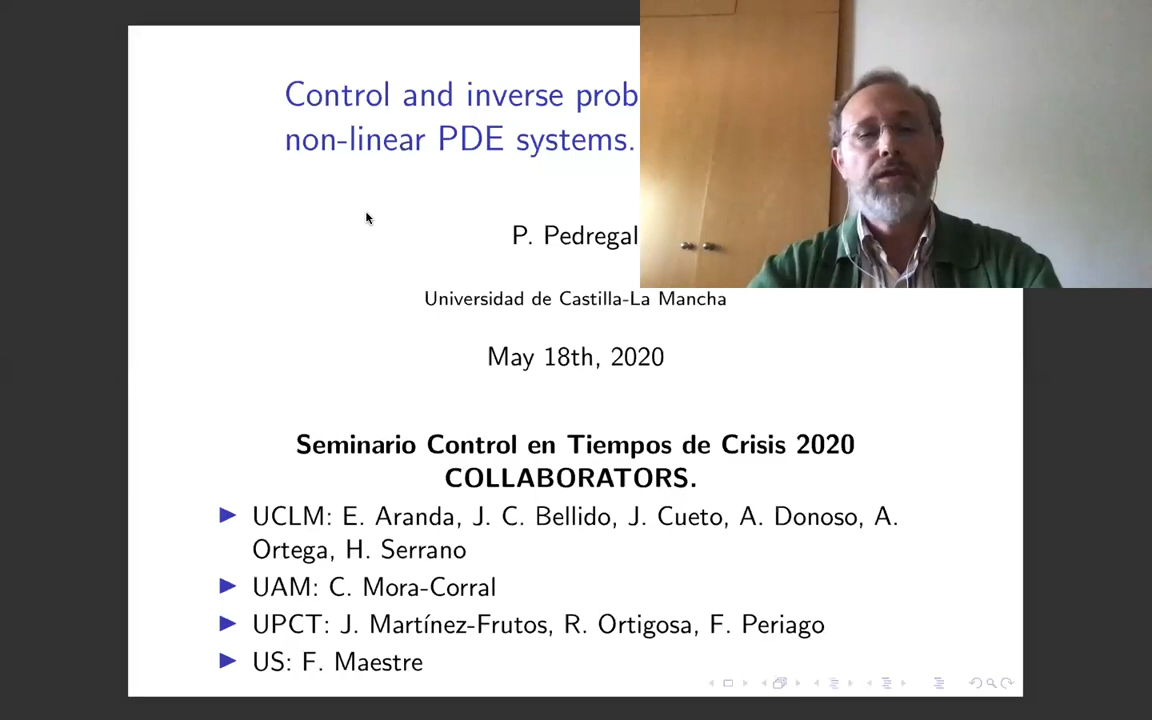 Control and inverse prob
non-linear PDE systems.
P. Pedregal
Universidad de Castilla-La Mancha
May 18th, 2020
Seminario Control en Tiempos de Crisis 2020
COLLABORATORS.
UCLM: E. Aranda, J. C. Bellido, J. Cueto, A. Donoso, A.
Ortega, H. Serrano
UAM: C. Mora-Corral
UPCT: J. Martínez-Frutos, R. Ortigosa, F. Periago
US: F. Maestre